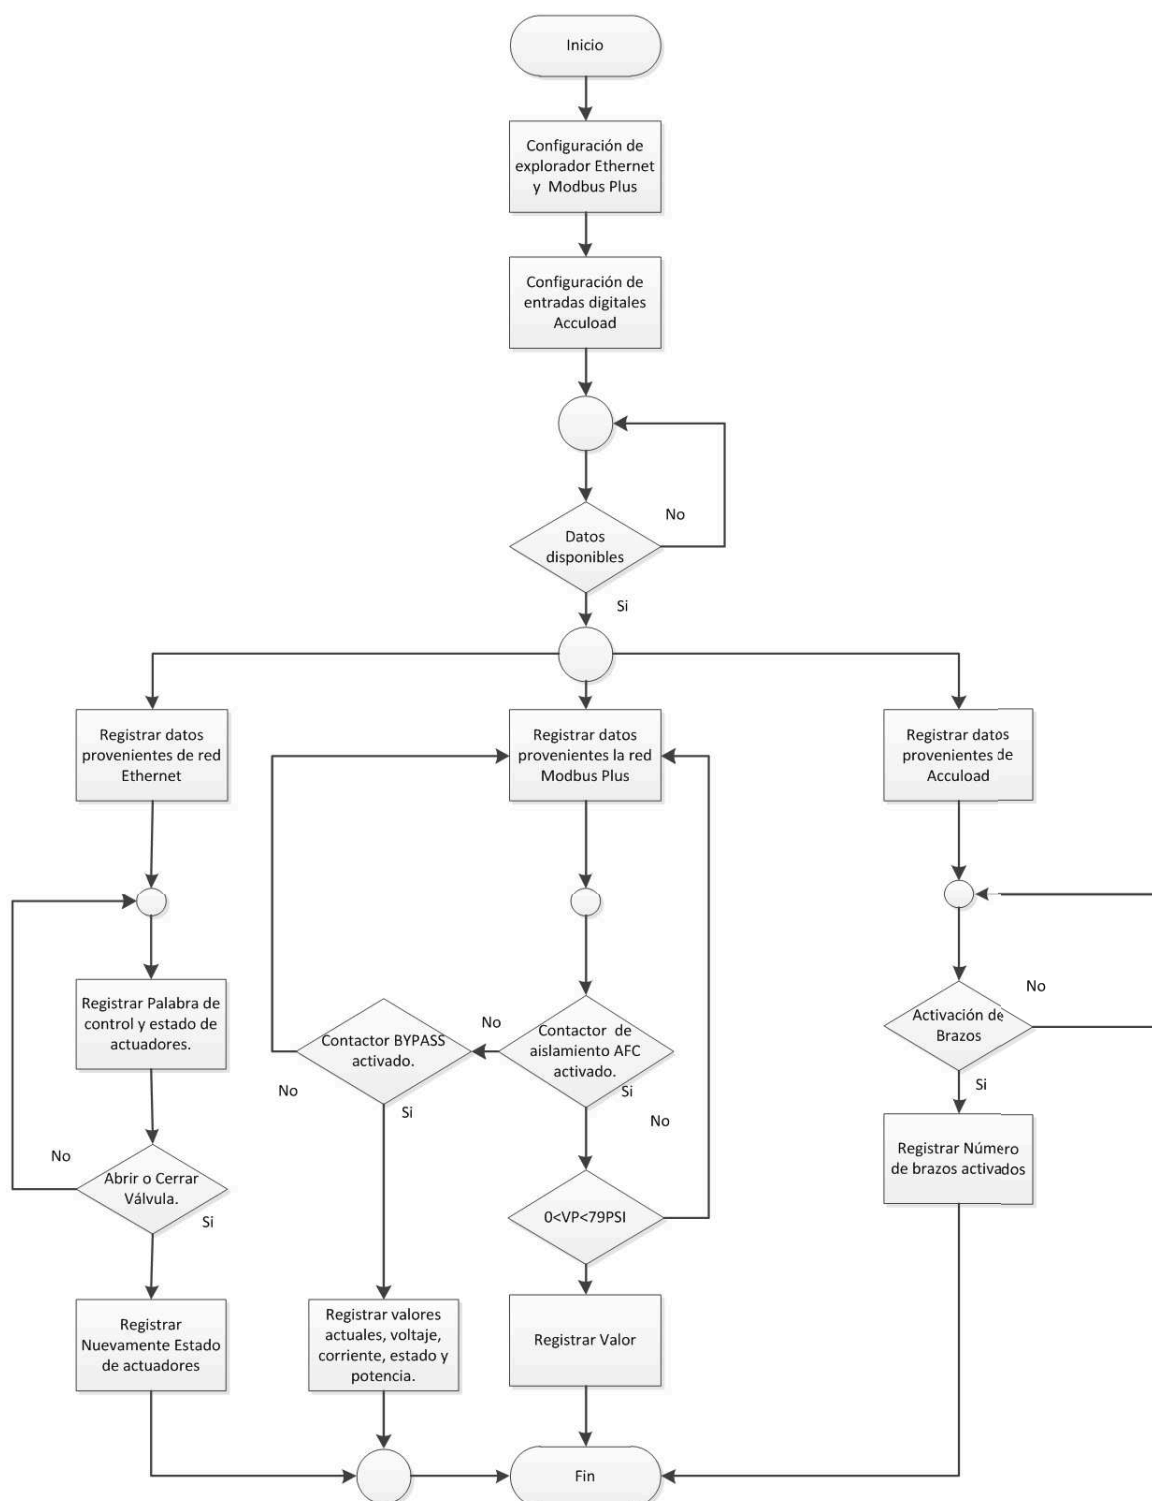 Inicio
Configuración de
explorador Ethernet
y Modbus Plus
Configuración de
entradas digitales
Accuload
Datos
disponibles
No
Si
Registrar datos
provenientes de red
Ethernet
Registrar datos
provenientes la red
Modbus Plus
Registrar datos
provenientes de
Accuload
Registrar Palabra de
control y estado de
actuadores.
Contactor BYPASS
activado.
No
Contactor de
aislamiento AFC
activado.
Si
No
Activación de
Brazos
No
Si
No
Si
Abrir o Cerrar
Válvula.
No
Si
0<VP<79PSI
Registrar Número
de brazos activados
Registrar
Nuevamente Estado
de actuadores
Registrar valores
actuales, voltaje,
corriente, estado y
potencia.
Registrar Valor
Fin